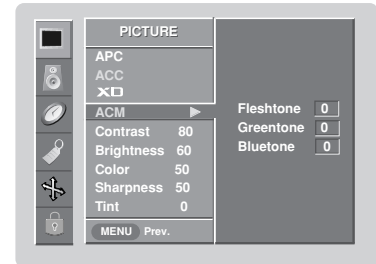 PICTURE
APC
ACC
XD
ACM
Contrast 80
Brightness 60
Color 50
Sharpness 50
Tint 0
MENU Prev.
Fleshtone 0
Greentone 0
Bluetone 0